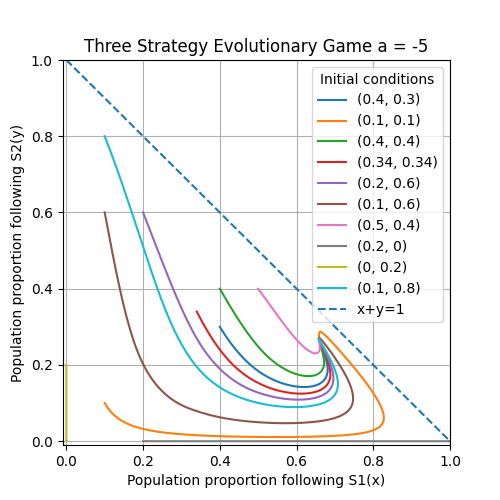 Three Strategy Evolutionary Game a = -5
Population proportion following S2(y)
1.0
0.8
0.6
0.4
0.2
0.0
Initial conditions
(0.4, 0.3)
(0.1, 0.1)
(0.4, 0.4)
(0.34, 0.34)
(0.2, 0.6)
(0.1, 0.6)
(0.5, 0.4)
(0.2, 0)
(0, 0.2)
(0.1, 0.8)
x+y=1
0.0 0.2 0.4 0.6 0.8 1.0
Population proportion following S1(x)